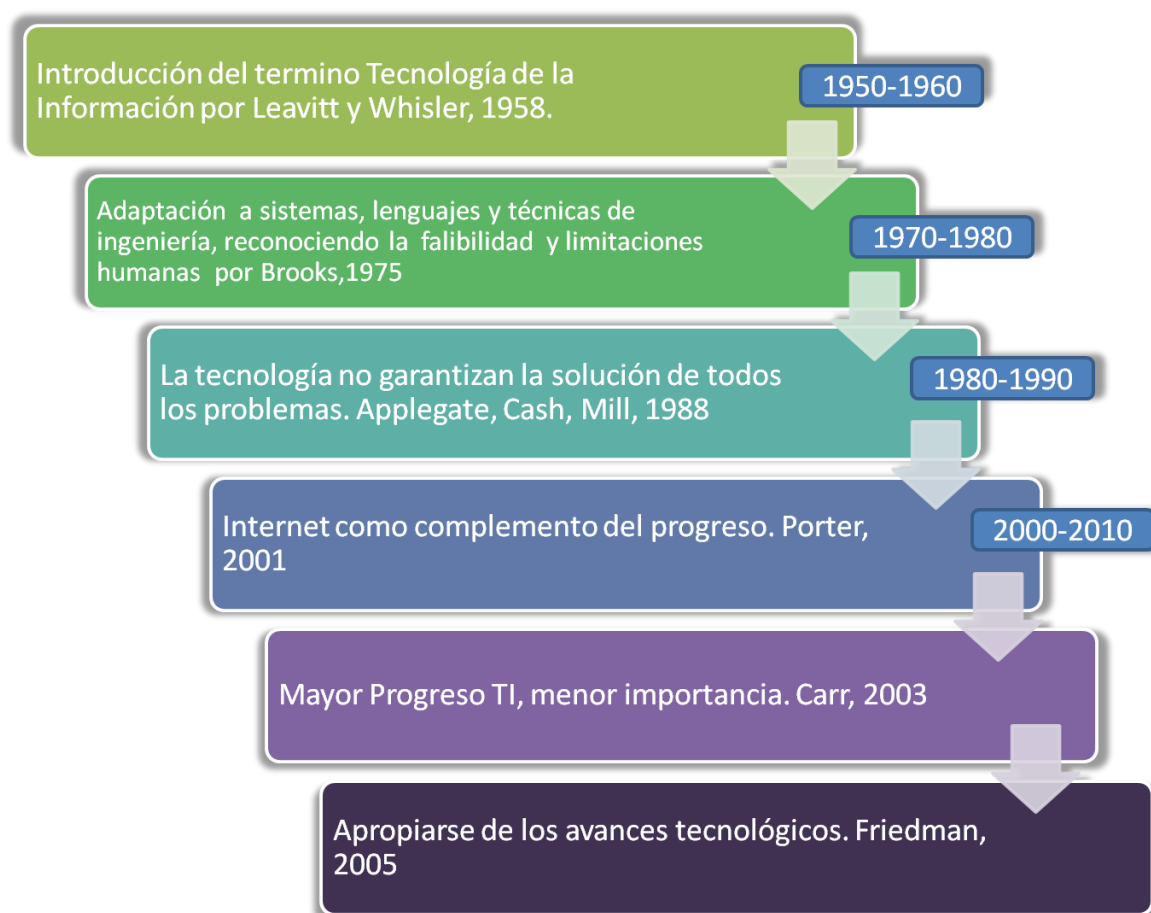 Introducción del termino Tecnología de la
Información por Leavitt y Whisler, 1958.
1950-1960
Adaptación a sistemas, lenguajes y técnicas de
ingeniería, reconociendo la falibilidad y limitaciones
humanas por Brooks,1975
1970-1980
La tecnología no garantizan la solución de todos
los problemas. Applegate, Cash, Mill, 1988
1980-1990
Internet como complemento del progreso. Porter,
2001
2000-2010
Mayor Progreso TI, menor importancia. Carr, 2003
Apropiarse de los avances tecnológicos. Friedman,
2005